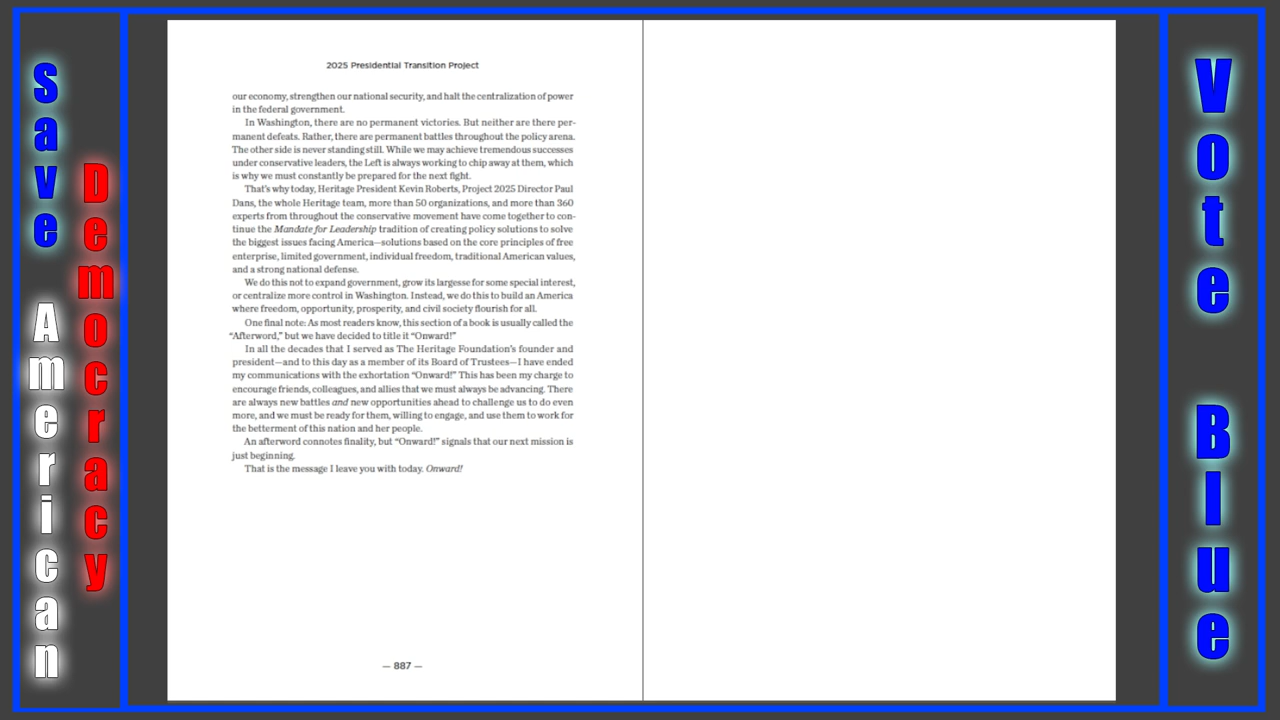 Save
American
Democracy
2025 Presidential Transition Project
our economy, strengthen our national security, and halt the centralization of power
in the federal government.
In Washington, there are no permanent victories. But neither are there per-
manent defeats. Rather, there are permanent battles throughout the policy arena.
The other side is never standing still. While we may achieve tremendous successes
under conservative leaders, the Left is always working to chip away at them, which
is why we must constantly be prepared for the next fight.
That's why today, Heritage President Kevin Roberts, Project 2025 Director Paul
Dans, the whole Heritage team, more than 50 organizations, and more than 360
experts from throughout the conservative movement have come together to con-
tinue the Mandate for Leadership tradition of creating policy solutions to solve
the biggest issues facing America—solutions based on the core principles of free
enterprise, limited government, individual freedom, traditional American values,
and a strong national defense.
We do this not to expand government, grow its largesse for some special interest,
or centralize more control in Washington. Instead, we do this to build an America
where freedom, opportunity, prosperity, and civil society flourish for all.
One final note: As most readers know, this section of a book is usually called the
“Afterword,” but we have decided to title it “Onward!”
In all the decades that I served as The Heritage Foundation's founder and
president—and to this day as a member of its Board of Trustees—I have ended
my communications with the exhortation “Onward!” This has been my charge to
encourage friends, colleagues, and allies that we must always be advancing. There
are always new battles and new opportunities ahead to challenge us to do even
more, and we must be ready for them, willing to engage, and use them to work for
the betterment of this nation and her people.
An afterword connotes finality, but “Onward!” signals that our next mission is
just beginning.
That is the message I leave you with today. Onward!
— 887 —
Vote
Blue